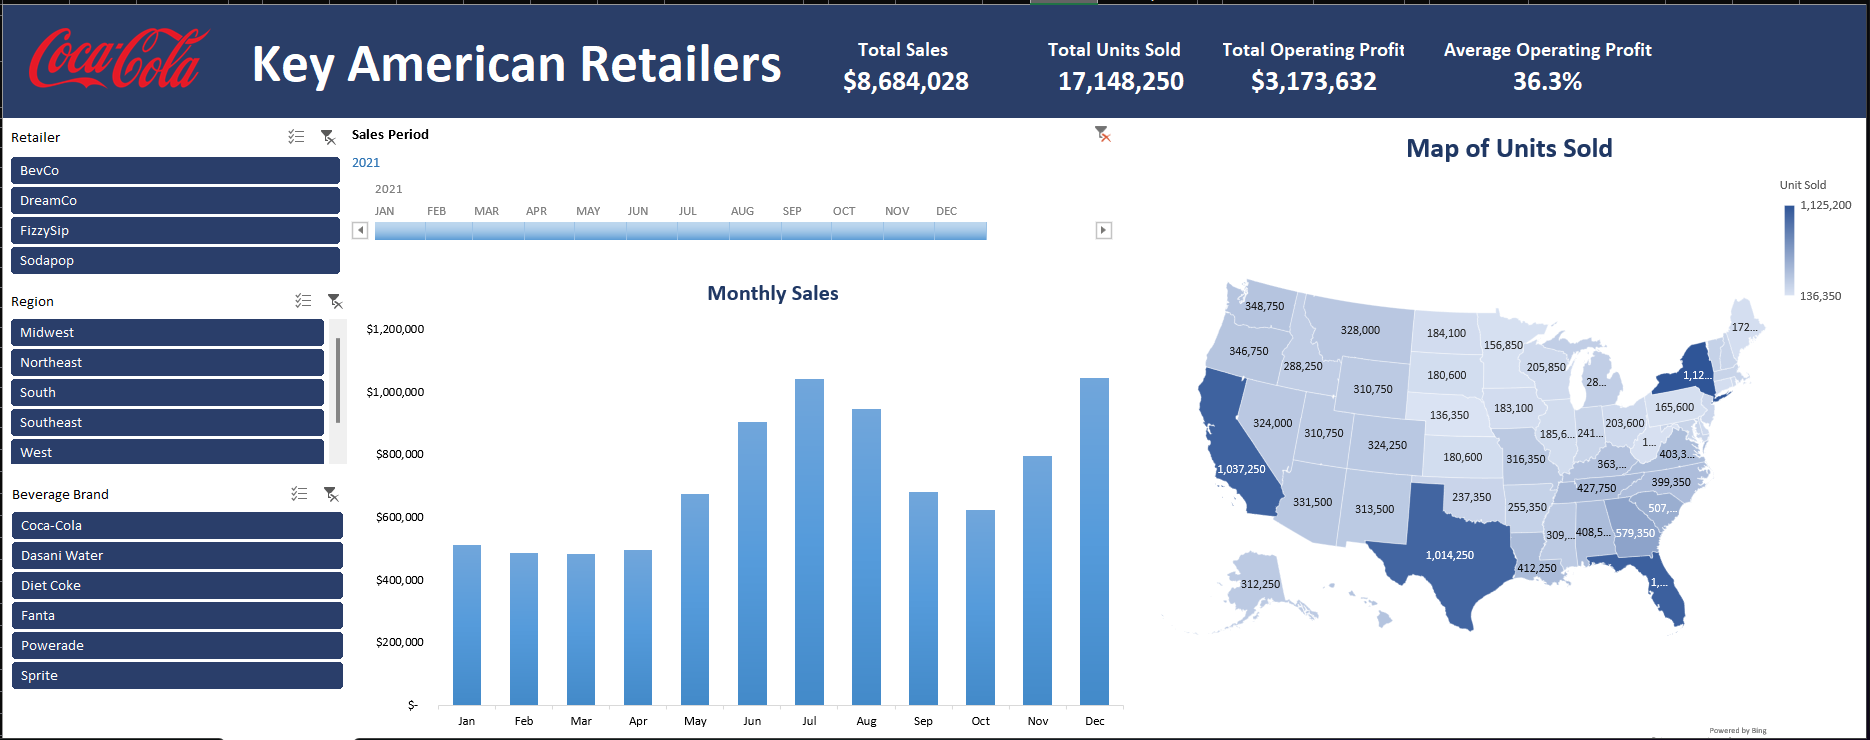 Coca-Cola
Key American Retailers
Total Sales
$8,684,028
Total Units Sold
17,148,250
Total Operating Profit
$3,173,632
Average Operating Profit
36.3%
Retailer
BevCo
DreamCo
FizzySip
Sodapop
Region
Midwest
Northeast
South
Southeast
West
Beverage Brand
Coca-Cola
Dasani Water
Diet Coke
Fanta
Powerade
Sprite
Sales Period
2021
2021
JAN FEB MAR APR MAY JUN JUL AUG SEP OCT NOV DEC
Monthly Sales
$1,200,000
$1,000,000
$800,000
$600,000
$400,000
$200,000
$-
Jan Feb Mar Apr May Jun Jul Aug Sep Oct Nov Dec
Map of Units Sold
Unit Sold
1,125,200
136,350
348,750
328,000
184,100
172...
346,750
156,850
288,250
205,850
180,600
1,12...
28...
310,750
136,350
183,100
165,600
324,000
310,750
203,600
185,6...
241...
324,250
1...
403,3...
180,600
316,350
363,...
1,037,250
427,750
399,350
331,500
313,500
237,350
255,350
507,...
309,...
408,5...
579,350
1,014,250
412,250
312,250
1,...
Powered by Bing